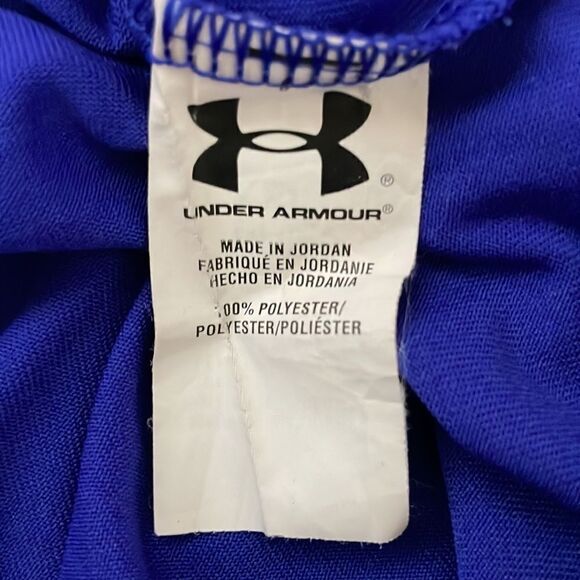 ®
UNDER ARMOUR®
MADE IN JORDAN
FABRIQUÉ EN JORDANIE
HECHO EN JORDANIA
100% POLYESTER/
POLYESTER/POLIÉSTER